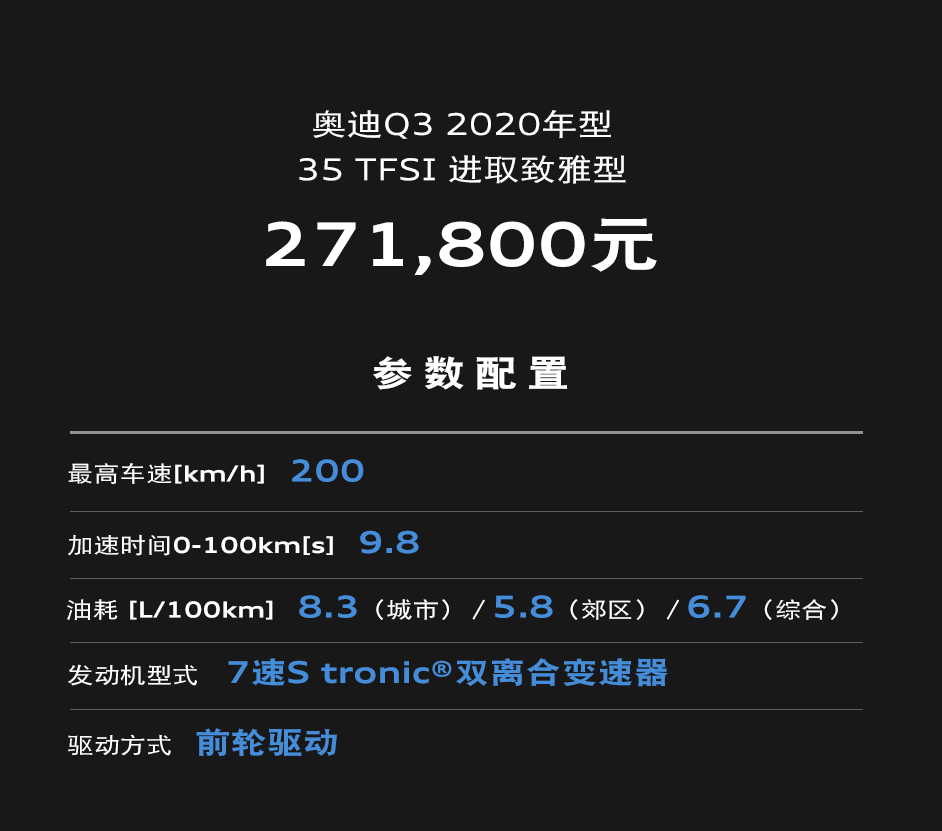 奥迪Q3 2020年型
35 TFSI 进取致雅型
271,800元
参数配置
最高车速[km/h] 200
加速时间0-100km[s] 9.8
油耗 [L/100km] 8.3（城市） / 5.8（郊区） / 6.7（综合）
发动机型式 7速S tronic®双离合变速器
驱动方式 前轮驱动